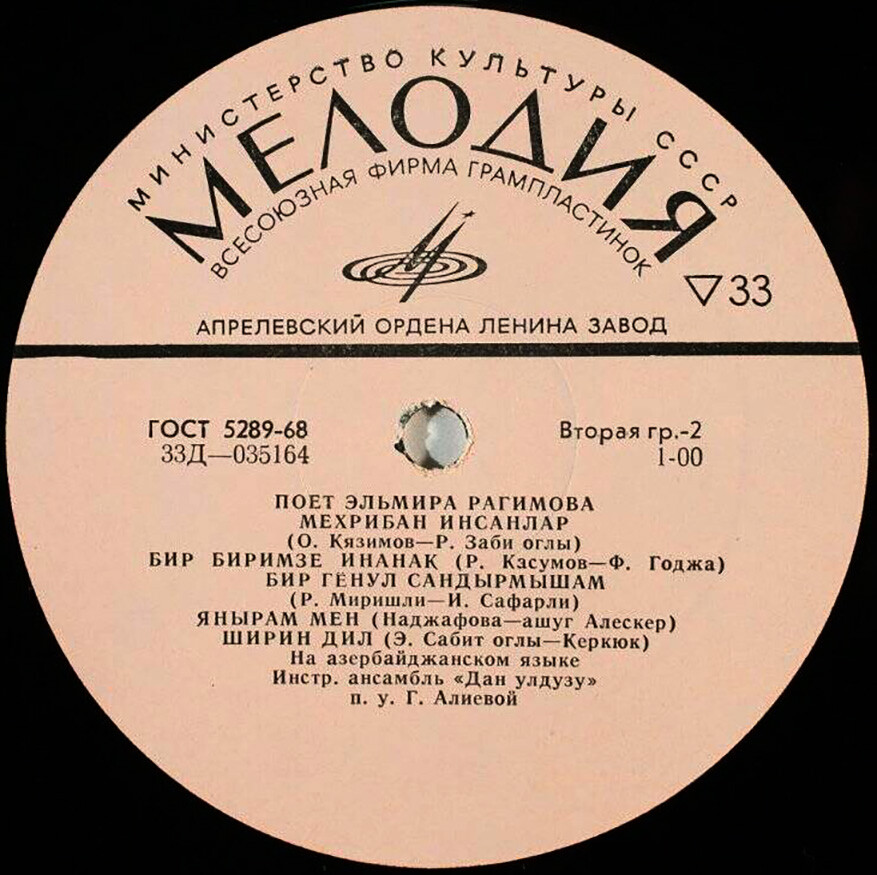 МИНИСТЕРСТВО КУЛЬТУРЫ СССР
МЕЛОДИЯ
ВСЕСОЮЗНАЯ ФИРМА ГРАМПЛАСТИНОК
▽33
АПРЕЛЕВСКИЙ ОРДЕНА ЛЕНИНА ЗАВОД
ГОСТ 5289-68 Вторая гр.-2
33Д—035164 1-00
ПОЕТ ЭЛЬМИРА РАГИМОВА
МЕХРИБАН ИНСАНЛАР
(О. Кязимов—Р. Заби оглы)
БИР БИРИМЗЕ ИНАНАК (Р. Касумов—Ф. Годжа)
БИР ГЁНУЛ САНДЫРМЫШАМ
(Р. Миришли—И. Сафарли)
ЯНЫРАМ МЕН (Наджафова—ашуг Алескер)
ШИРИН ДИЛ (Э. Сабит оглы—Керкюк)
На азербайджанском языке
Инстр. ансамбль «Дан улдузу»
п. у. Г. Алиевой